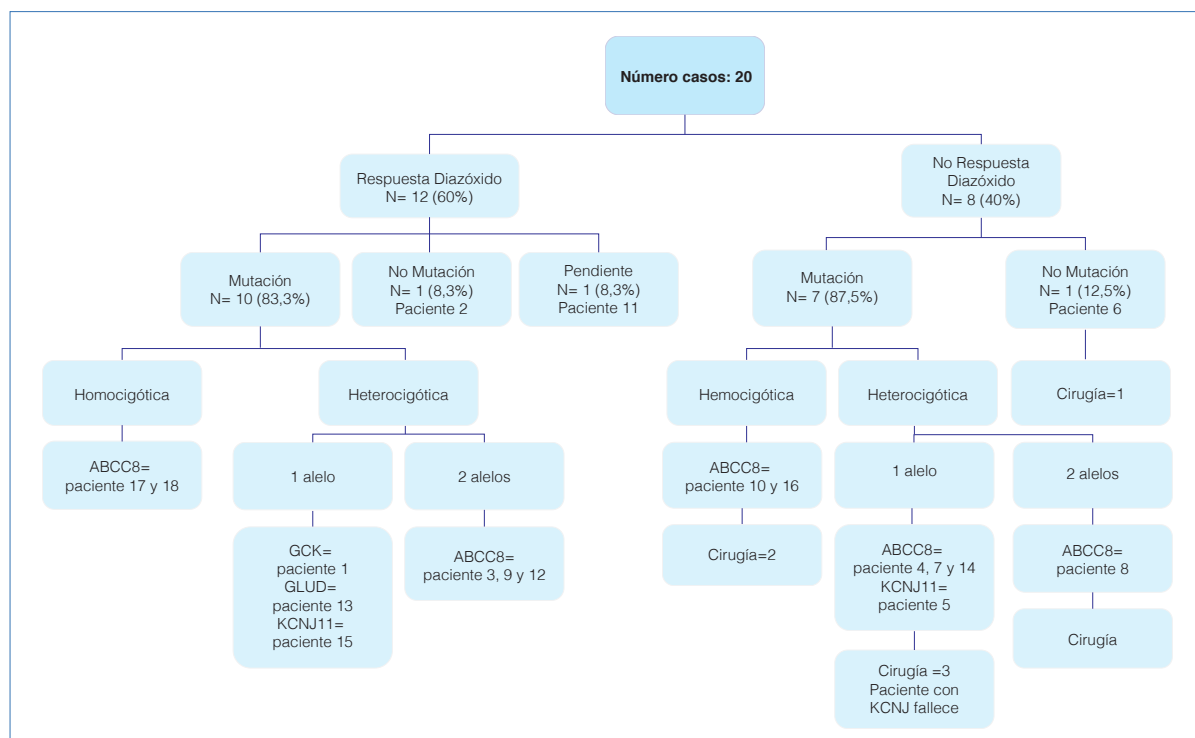 Número casos: 20
Respuesta Diazóxido
N= 12 (60%)
No Respuesta
Diazóxido
N= 8 (40%)
Mutación
N= 10 (83,3%)
No Mutación
N= 1 (8,3%)
Paciente 2
Pendiente
N= 1 (8,3%)
Paciente 11
Mutación
N= 7 (87,5%)
No Mutación
N= 1 (12,5%)
Paciente 6
Homocigótica
Heterocigótica
Hemocigótica
Heterocigótica
Cirugía=1
ABCC8=
paciente 17 y 18
1 alelo
2 alelos
ABCC8=
paciente 10 y 16
1 alelo
2 alelos
GCK=
paciente 1
GLUD=
paciente 13
KCNJ11=
paciente 15
ABCC8=
paciente 3, 9 y 12
Cirugía=2
ABCC8=
paciente 4, 7 y 14
KCNJ11=
paciente 5
ABCC8=
paciente 8
Cirugía =3
Paciente con
KCNJ fallece
Cirugía